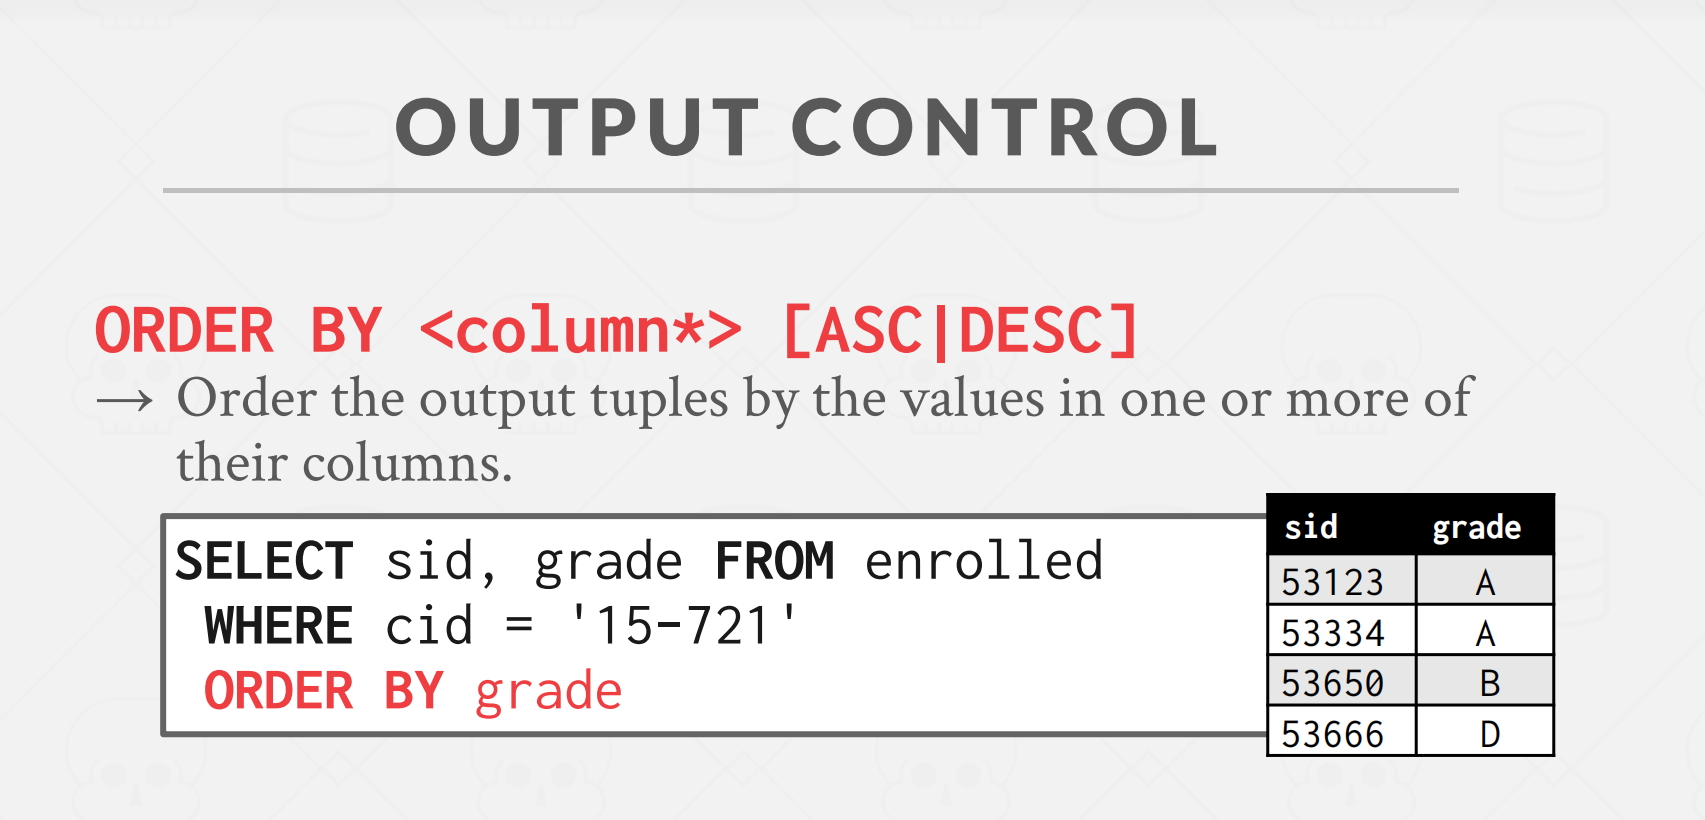 OUTPUT CONTROL
ORDER BY <column*> [ASC|DESC]
→ Order the output tuples by the values in one or more of
their columns.
SELECT sid, grade FROM enrolled
WHERE cid = '15-721'
ORDER BY grade
sid grade
53123 A
53334 A
53650 B
53666 D